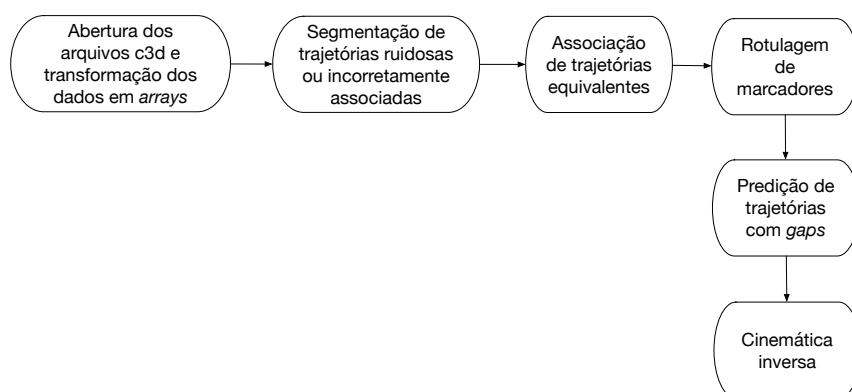 Abertura dos
arquivos c3d e
transformação dos
dados em arrays
Segmentação de
trajetórias ruidosas
ou incorretamente
associadas
Associação
de trajetórias
equivalentes
Rotulagem
de
marcadores
Predição de
trajetórias
com gaps
Cinemática
inversa